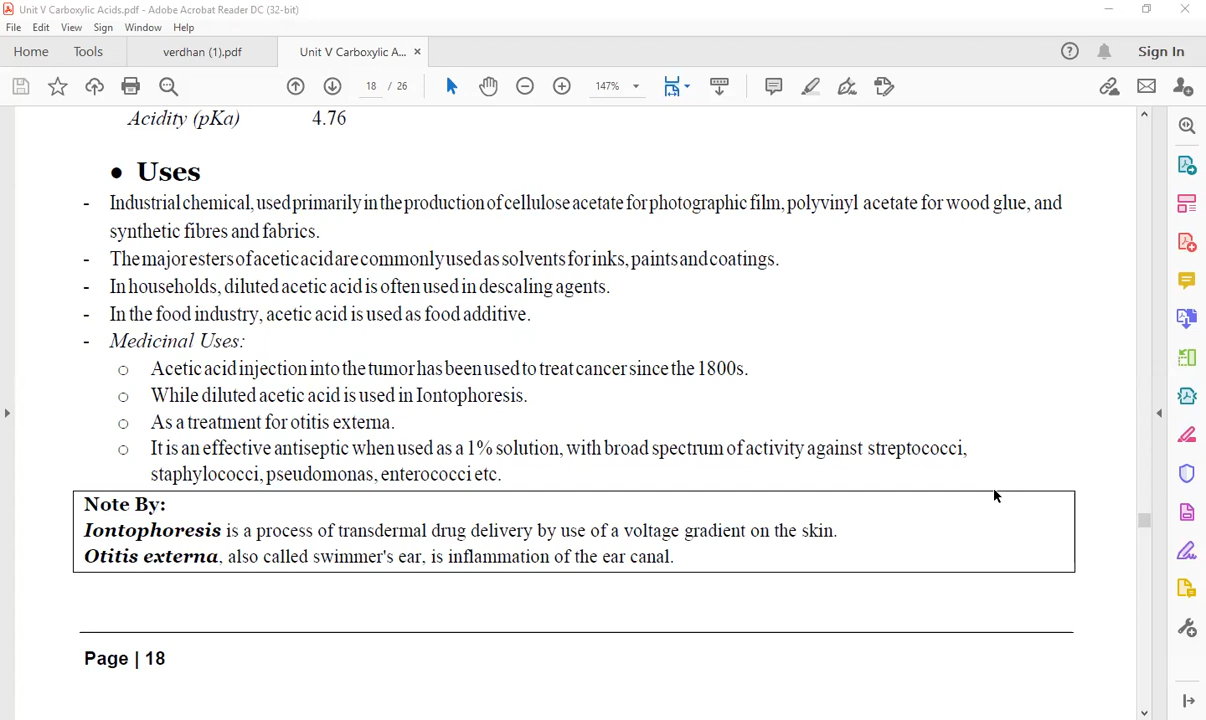 Unit V Carboxylic Acids.pdf - Adobe Acrobat Reader DC (32-bit)
File Edit View Sign Window Help
Home Tools verdhan (1).pdf Unit V Carboxylic A... × Sign In
18 / 26 147%
Acidity (pKa) 4.76
• Uses
- Industrial chemical, used primarily in the production of cellulose acetate for photographic film, polyvinyl acetate for wood glue, and
synthetic fibres and fabrics.
- The major esters of acetic acid are commonly used as solvents for inks, paints and coatings.
- In households, diluted acetic acid is often used in descaling agents.
- In the food industry, acetic acid is used as food additive.
- Medicinal Uses:
o Acetic acid injection into the tumor has been used to treat cancer since the 1800s.
o While diluted acetic acid is used in Iontophoresis.
o As a treatment for otitis externa.
o It is an effective antiseptic when used as a 1% solution, with broad spectrum of activity against streptococci,
staphylococci, pseudomonas, enterococci etc.
Note By:
Iontophoresis is a process of transdermal drug delivery by use of a voltage gradient on the skin.
Otitis externa, also called swimmer's ear, is inflammation of the ear canal.
Page | 18